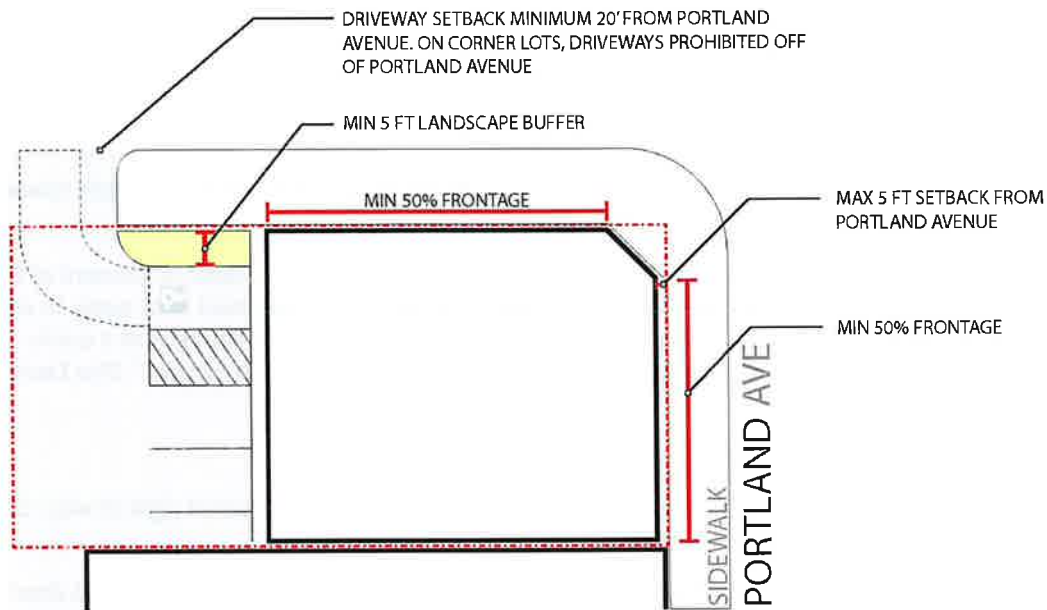 DRIVEWAY SETBACK MINIMUM 20' FROM PORTLAND
AVENUE. ON CORNER LOTS, DRIVEWAYS PROHIBITED OFF
OF PORTLAND AVENUE
MIN 5 FT LANDSCAPE BUFFER
MIN 50% FRONTAGE
MAX 5 FT SETBACK FROM
PORTLAND AVENUE
MIN 50% FRONTAGE
SIDEWALK
PORTLAND AVE